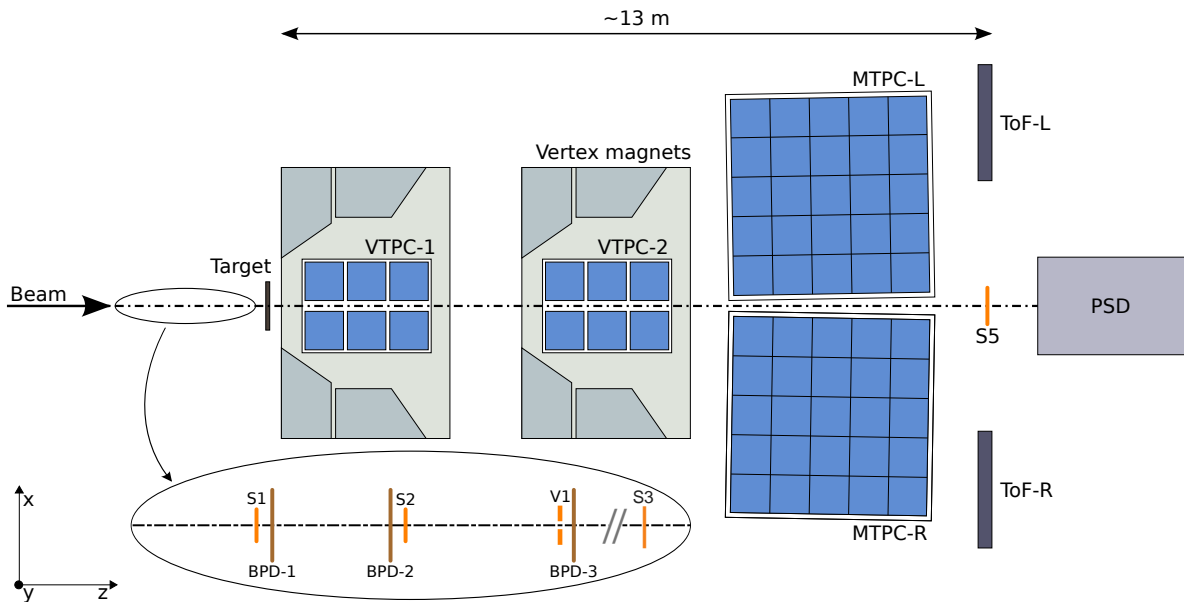 ~13 m
MTPC-L
ToF-L
Vertex magnets
VTPC-1
VTPC-2
Target
Beam
PSD
S5
ToF-R
MTPC-R
S1
S2
V1
S3
BPD-1
BPD-2
BPD-3
x
y
z